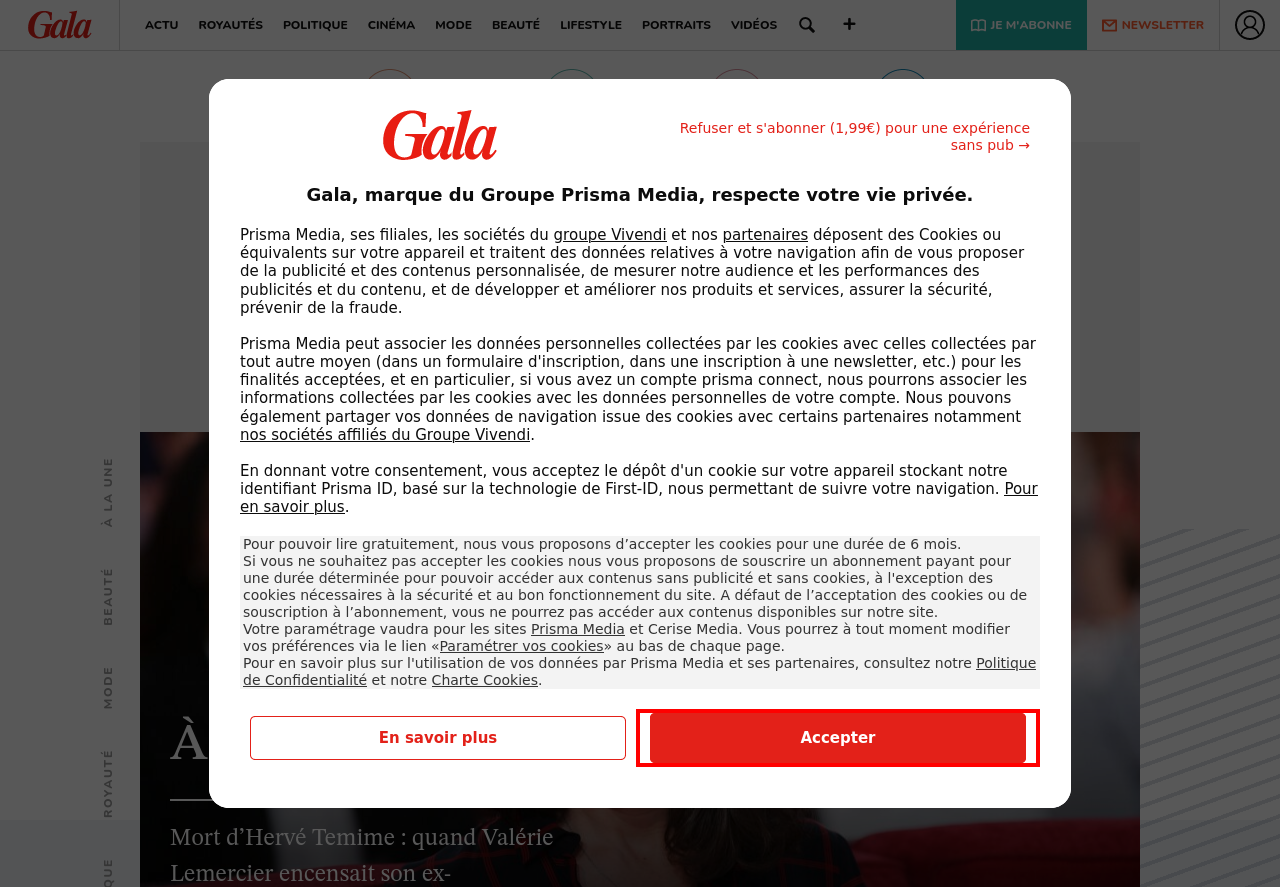 Gala
ACTU ROYAUTÉS POLITIQUE CINÉMA MODE BEAUTÉ LIFESTYLE PORTRAITS VIDÉOS + JE M'ABONNE NEWSLETTER
Gala
Refuser et s'abonner (1,99€) pour une expérience
sans pub →
Gala, marque du Groupe Prisma Media, respecte votre vie privée.
Prisma Media, ses filiales, les sociétés du groupe Vivendi et nos partenaires déposent des Cookies ou
équivalents sur votre appareil et traitent des données relatives à votre navigation afin de vous proposer
de la publicité et des contenus personnalisée, de mesurer notre audience et les performances des
publicités et du contenu, et de développer et améliorer nos produits et services, assurer la sécurité,
prévenir de la fraude.
Prisma Media peut associer les données personnelles collectées par les cookies avec celles collectées par
tout autre moyen (dans un formulaire d'inscription, dans une inscription à une newsletter, etc.) pour les
finalités acceptées, et en particulier, si vous avez un compte prisma connect, nous pourrons associer les
informations collectées par les cookies avec les données personnelles de votre compte. Nous pouvons
également partager vos données de navigation issue des cookies avec certains partenaires notamment
nos sociétés affiliés du Groupe Vivendi.
En donnant votre consentement, vous acceptez le dépôt d'un cookie sur votre appareil stockant notre
identifiant Prisma ID, basé sur la technologie de First-ID, nous permettant de suivre votre navigation. Pour
en savoir plus.
Pour pouvoir lire gratuitement, nous vous proposons d’accepter les cookies pour une durée de 6 mois.
Si vous ne souhaitez pas accepter les cookies nous vous proposons de souscrire un abonnement payant pour
une durée déterminée pour pouvoir accéder aux contenus sans publicité et sans cookies, à l'exception des
cookies nécessaires à la sécurité et au bon fonctionnement du site. A défaut de l’acceptation des cookies ou de
souscription à l’abonnement, vous ne pourrez pas accéder aux contenus disponibles sur notre site.
Votre paramétrage vaudra pour les sites Prisma Media et Cerise Media. Vous pourrez à tout moment modifier
vos préférences via le lien «Paramétrer vos cookies» au bas de chaque page.
Pour en savoir plus sur l'utilisation de vos données par Prisma Media et ses partenaires, consultez notre Politique
de Confidentialité et notre Charte Cookies.
En savoir plus
Accepter
À LA UNE
BEAUTÉ
MODE
ROYAUTÉ
À
Mort d’Hervé Temime : quand Valérie
Lemercier encensait son ex-